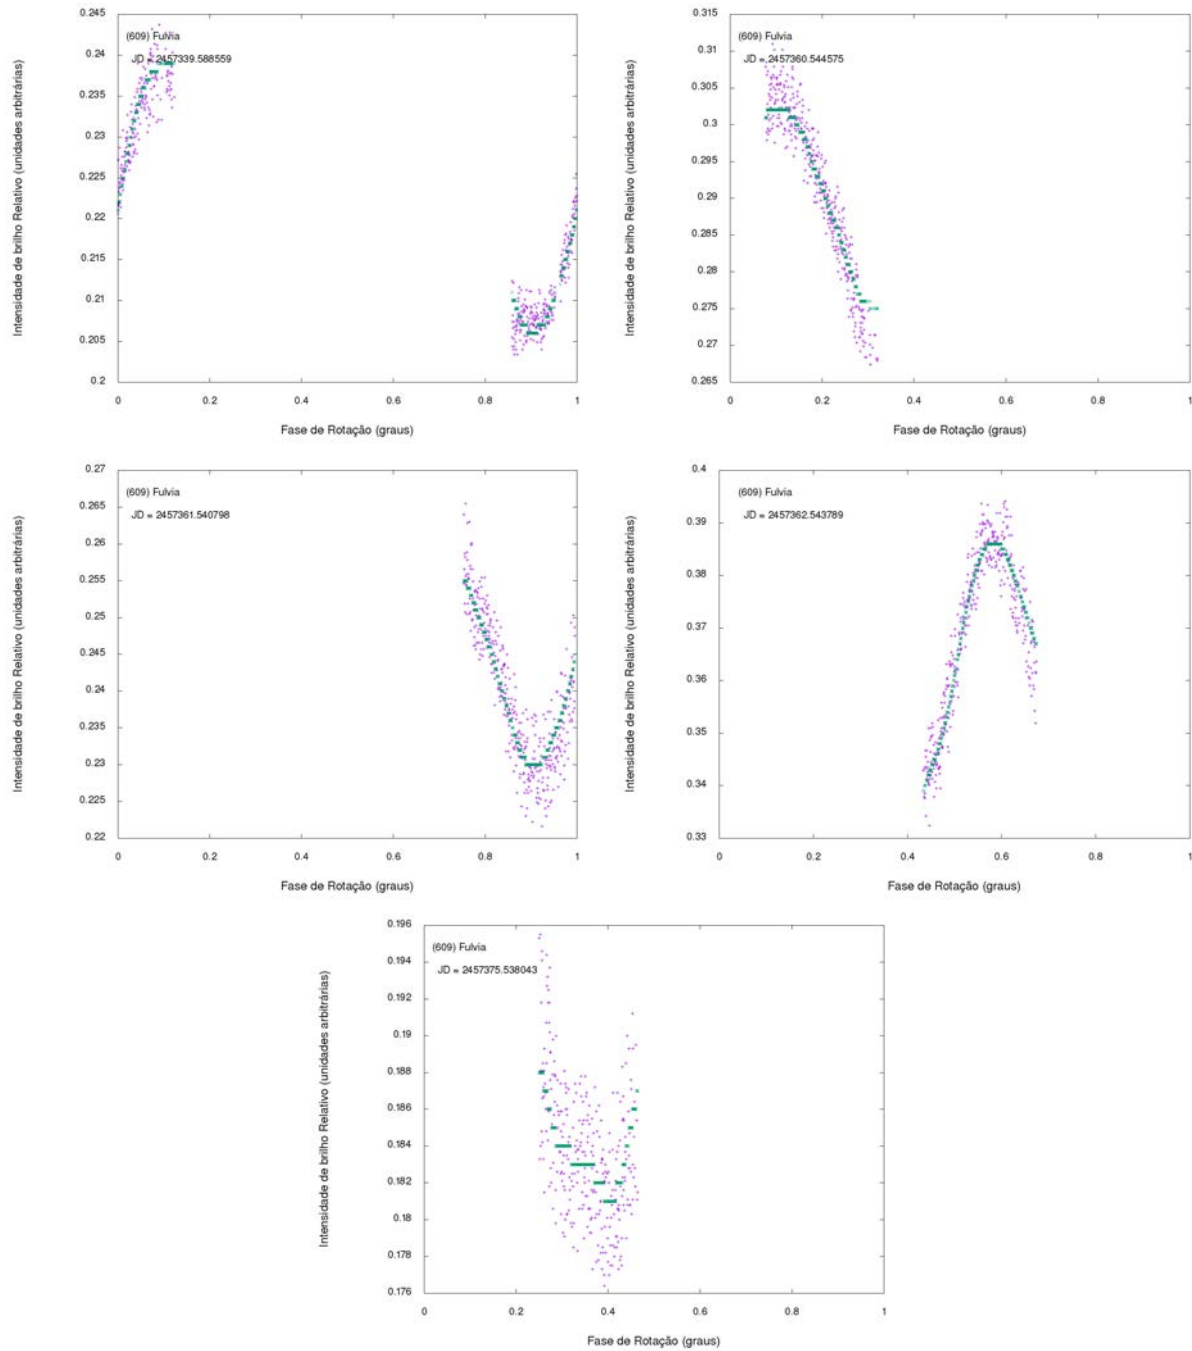 0.245
0.24
0.235
0.23
0.225
0.22
0.215
0.21
0.205
0.2
0 0.2 0.4 0.6 0.8 1
Intensidade de brilho Relativo (unidades arbitrárias)
Fase de Rotação (graus)
(609) Fulvia
JD = 2457339.588559
0.315
0.31
0.305
0.3
0.295
0.29
0.285
0.28
0.275
0.27
0.265
0 0.2 0.4 0.6 0.8 1
Intensidade de brilho Relativo (unidades arbitrárias)
Fase de Rotação (graus)
(609) Fulvia
JD = 2457360.544575
0.27
0.265
0.26
0.255
0.25
0.245
0.24
0.235
0.23
0.225
0.22
0 0.2 0.4 0.6 0.8 1
Intensidade de brilho Relativo (unidades arbitrárias)
Fase de Rotação (graus)
(609) Fulvia
JD = 2457361.540798
0.4
0.39
0.38
0.37
0.36
0.35
0.34
0.33
0 0.2 0.4 0.6 0.8 1
Intensidade de brilho Relativo (unidades arbitrárias)
Fase de Rotação (graus)
(609) Fulvia
JD = 2457362.543789
0.196
0.194
0.192
0.19
0.188
0.186
0.184
0.182
0.18
0.178
0.176
0 0.2 0.4 0.6 0.8 1
Intensidade de brilho Relativo (unidades arbitrárias)
Fase de Rotação (graus)
(609) Fulvia
JD = 2457375.538043